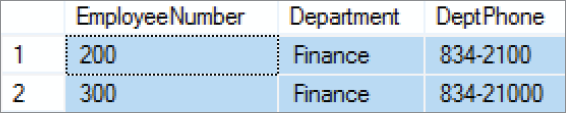 EmployeeNumber Department DeptPhone
1 200 Finance 834-2100
2 300 Finance 834-21000